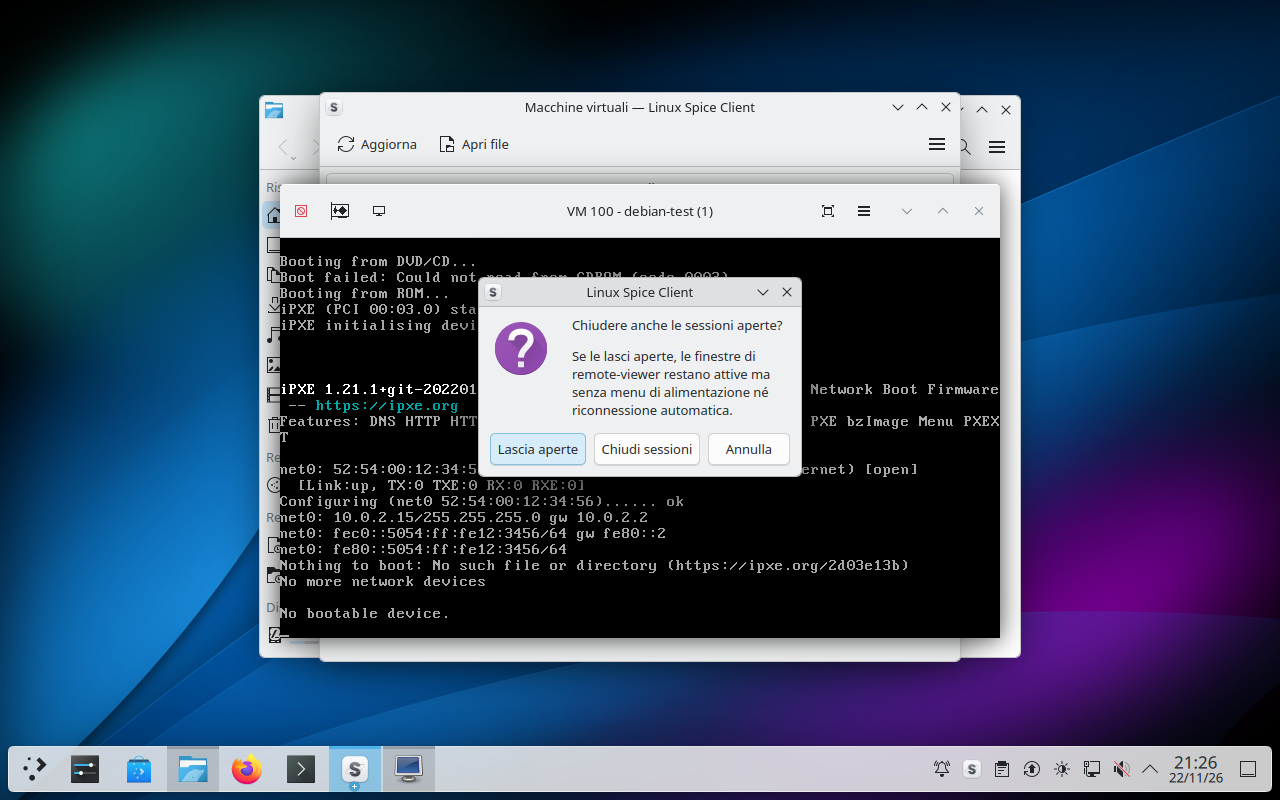 Macchine virtuali — Linux Spice Client
Aggiorna
Apri file
VM 100 - debian-test (1)
Booting from DVD/CD...
Boot failed: Could not read from CDROM (code 0003)
Booting from ROM...
iPXE (PCI 00:03.0)
iPXE initialising
iPXE 1.21.1+git-202201 Network Boot Firmware
-- https://ipxe.org
Features: DNS HTTP PXE bzImage Menu PXEX
T
net0: 52:54:00:12:34:5 [open]
[Link:up, TX:0 TXE:0 RX:0 RXE:0]
Configuring (net0 52:54:00:12:34:56)...... ok
net0: 10.0.2.15/255.255.255.0 gw 10.0.2.2
net0: fec0::5054:ff:fe12:3456/64 gw fe80::2
net0: fe80::5054:ff:fe12:3456/64
Nothing to boot: No such file or directory (https://ipxe.org/2d03e13b)
No more network devices
No bootable device.
Linux Spice Client
Chiudere anche le sessioni aperte?
Se le lasci aperte, le finestre di
remote-viewer restano attive ma
senza menu di alimentazione né
riconnessione automatica.
Lascia aperte
Chiudi sessioni
Annulla
21:26
22/11/26